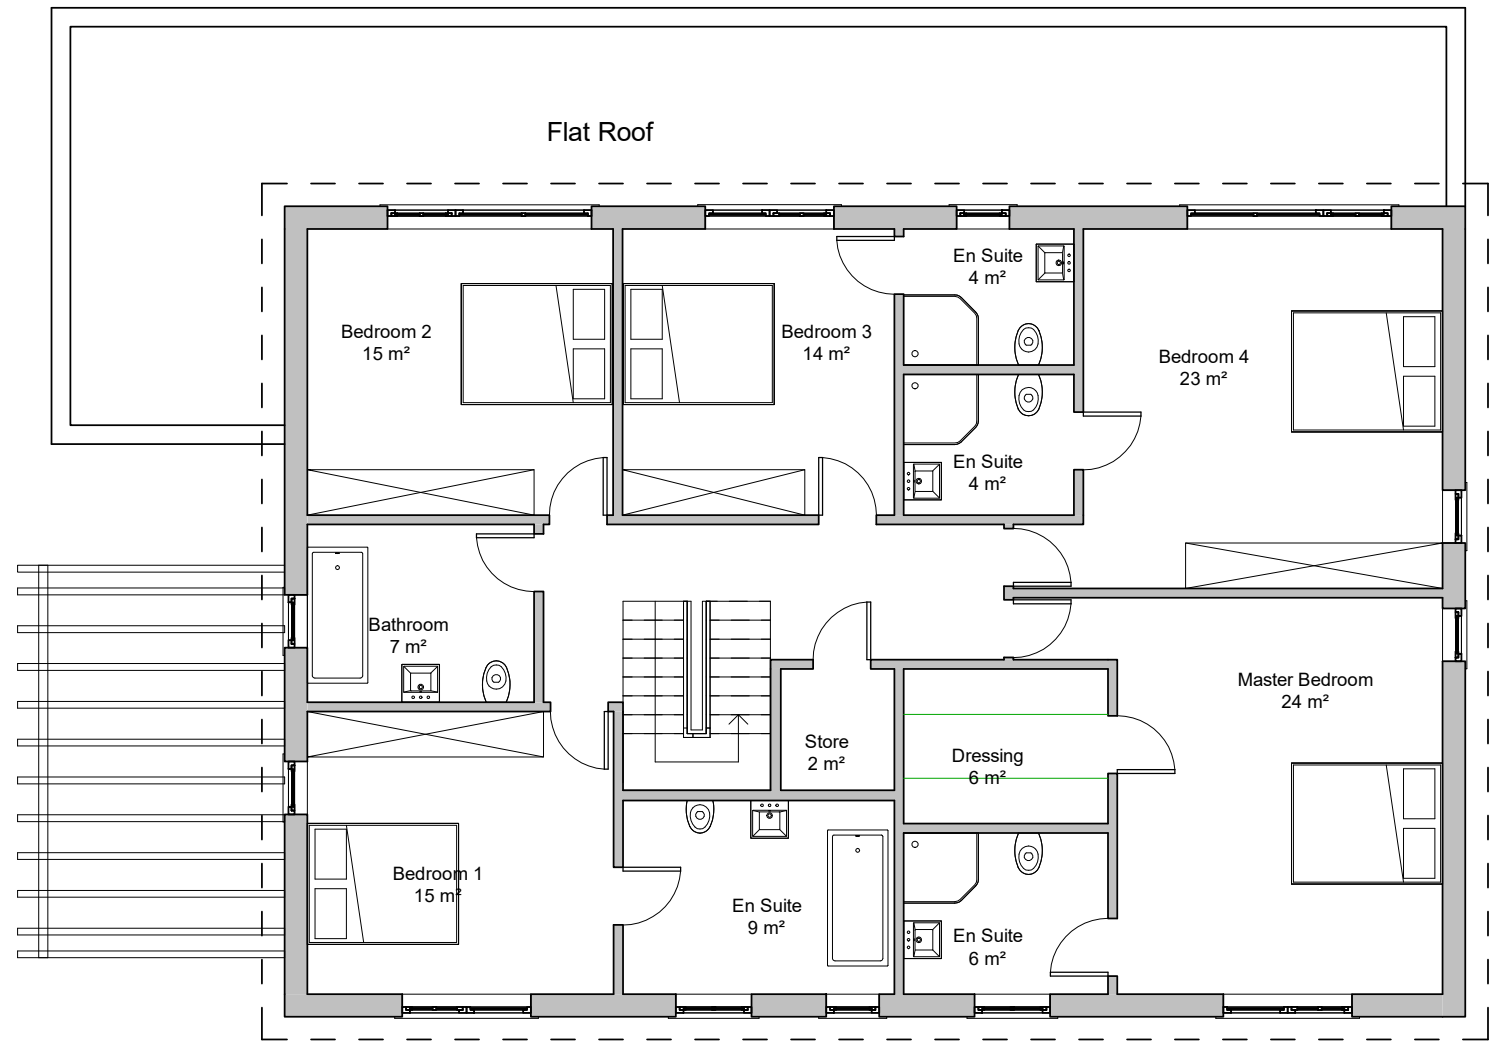 Flat Roof
En Suite
4 m²
Bedroom 2
15 m²
Bedroom 3
14 m²
Bedroom 4
23 m²
En Suite
4 m²
Bathroom
7 m²
Master Bedroom
24 m²
Store
2 m²
Dressing
6 m²
Bedroom 1
15 m²
En Suite
9 m²
En Suite
6 m²